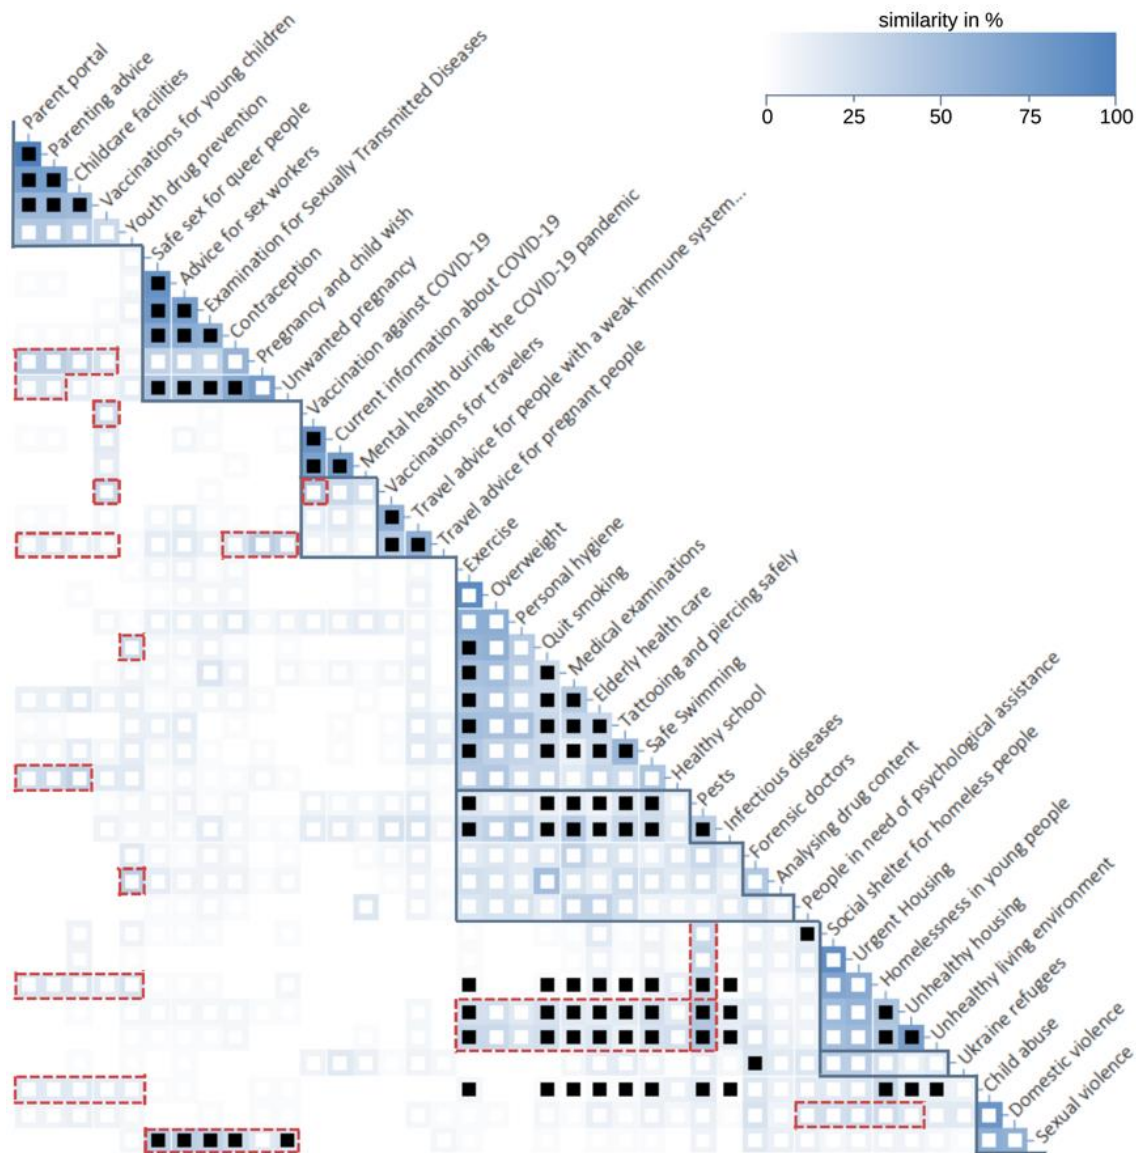 similarity in %
0 25 50 75 100
Parent portal
Parenting advice
Childcare facilities
Vaccinations for young children
Youth drug prevention
Safe sex for queer people
Advice for sex workers
Examination for Sexually Transmitted Diseases
Contraception
Pregnancy and child wish
Unwanted pregnancy
Vaccination against COVID-19
Current information about COVID-19
Mental health during the COVID-19 pandemic
Vaccinations for travelers
Travel advice for people with a weak immune system...
Travel advice for pregnant people
Exercise
Overweight
Personal hygiene
Quit smoking
Medical examinations
Elderly health care
Tattooing and piercing safely
Safe Swimming
Healthy school
Pests
Infectious diseases
Forensic doctors
Analysing drug content
People in need of psychological assistance
Social shelter for homeless people
Urgent Housing
Homelessness in young people
Unhealthy housing
Unhealthy living environment
Ukraine refugees
Child abuse
Domestic violence
Sexual violence